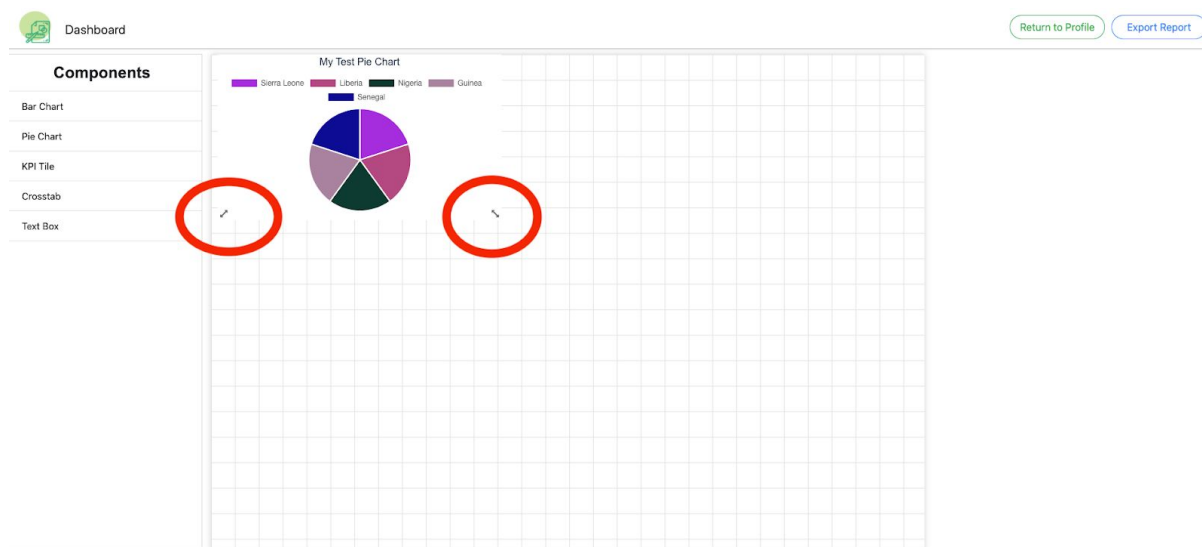 Dashboard
Return to Profile
Export Report
Components
Bar Chart
Pie Chart
KPI Tile
Crosstab
Text Box
My Test Pie Chart
Sierra Leone Liberia Nigeria Guinea
Senegal